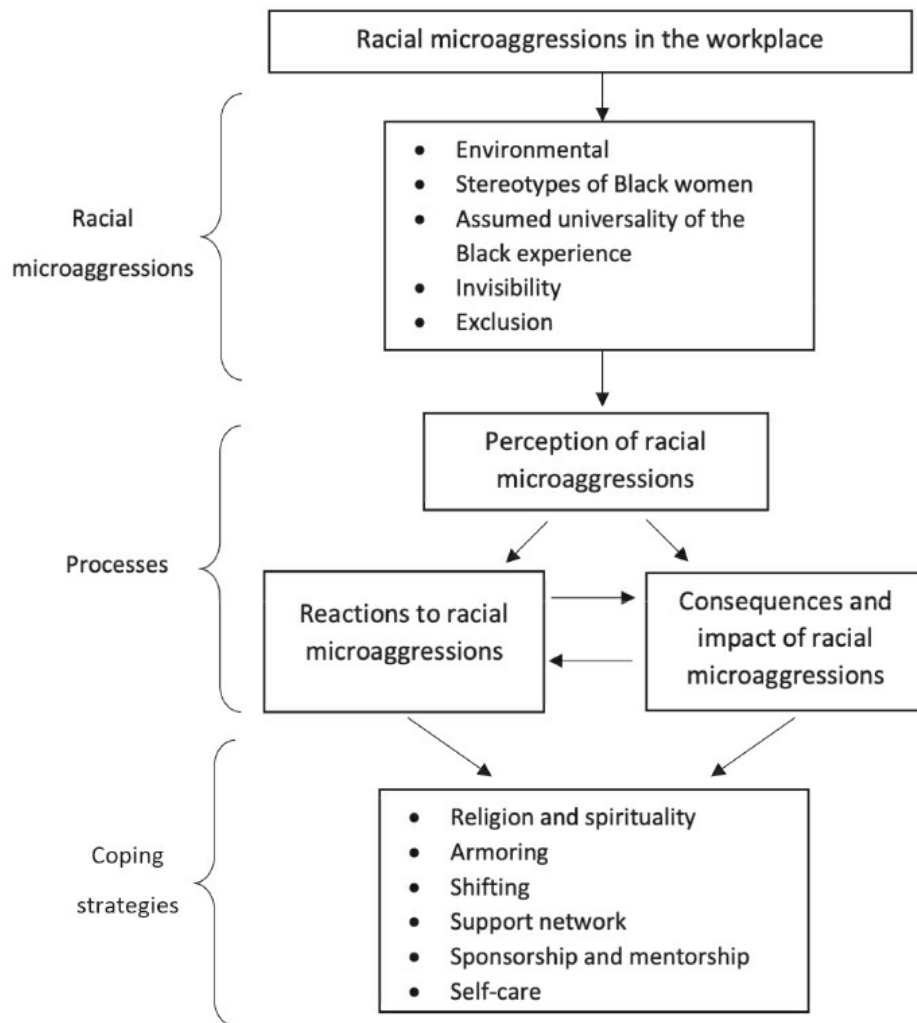 Racial microaggressions in the workplace
Racial
microaggressions
• Environmental
• Stereotypes of Black women
• Assumed universality of the
Black experience
• Invisibility
• Exclusion
Processes
Perception of racial
microaggressions
Reactions to racial
microaggressions
Consequences and
impact of racial
microaggressions
Coping
strategies
• Religion and spirituality
• Armoring
• Shifting
• Support network
• Sponsorship and mentorship
• Self-care